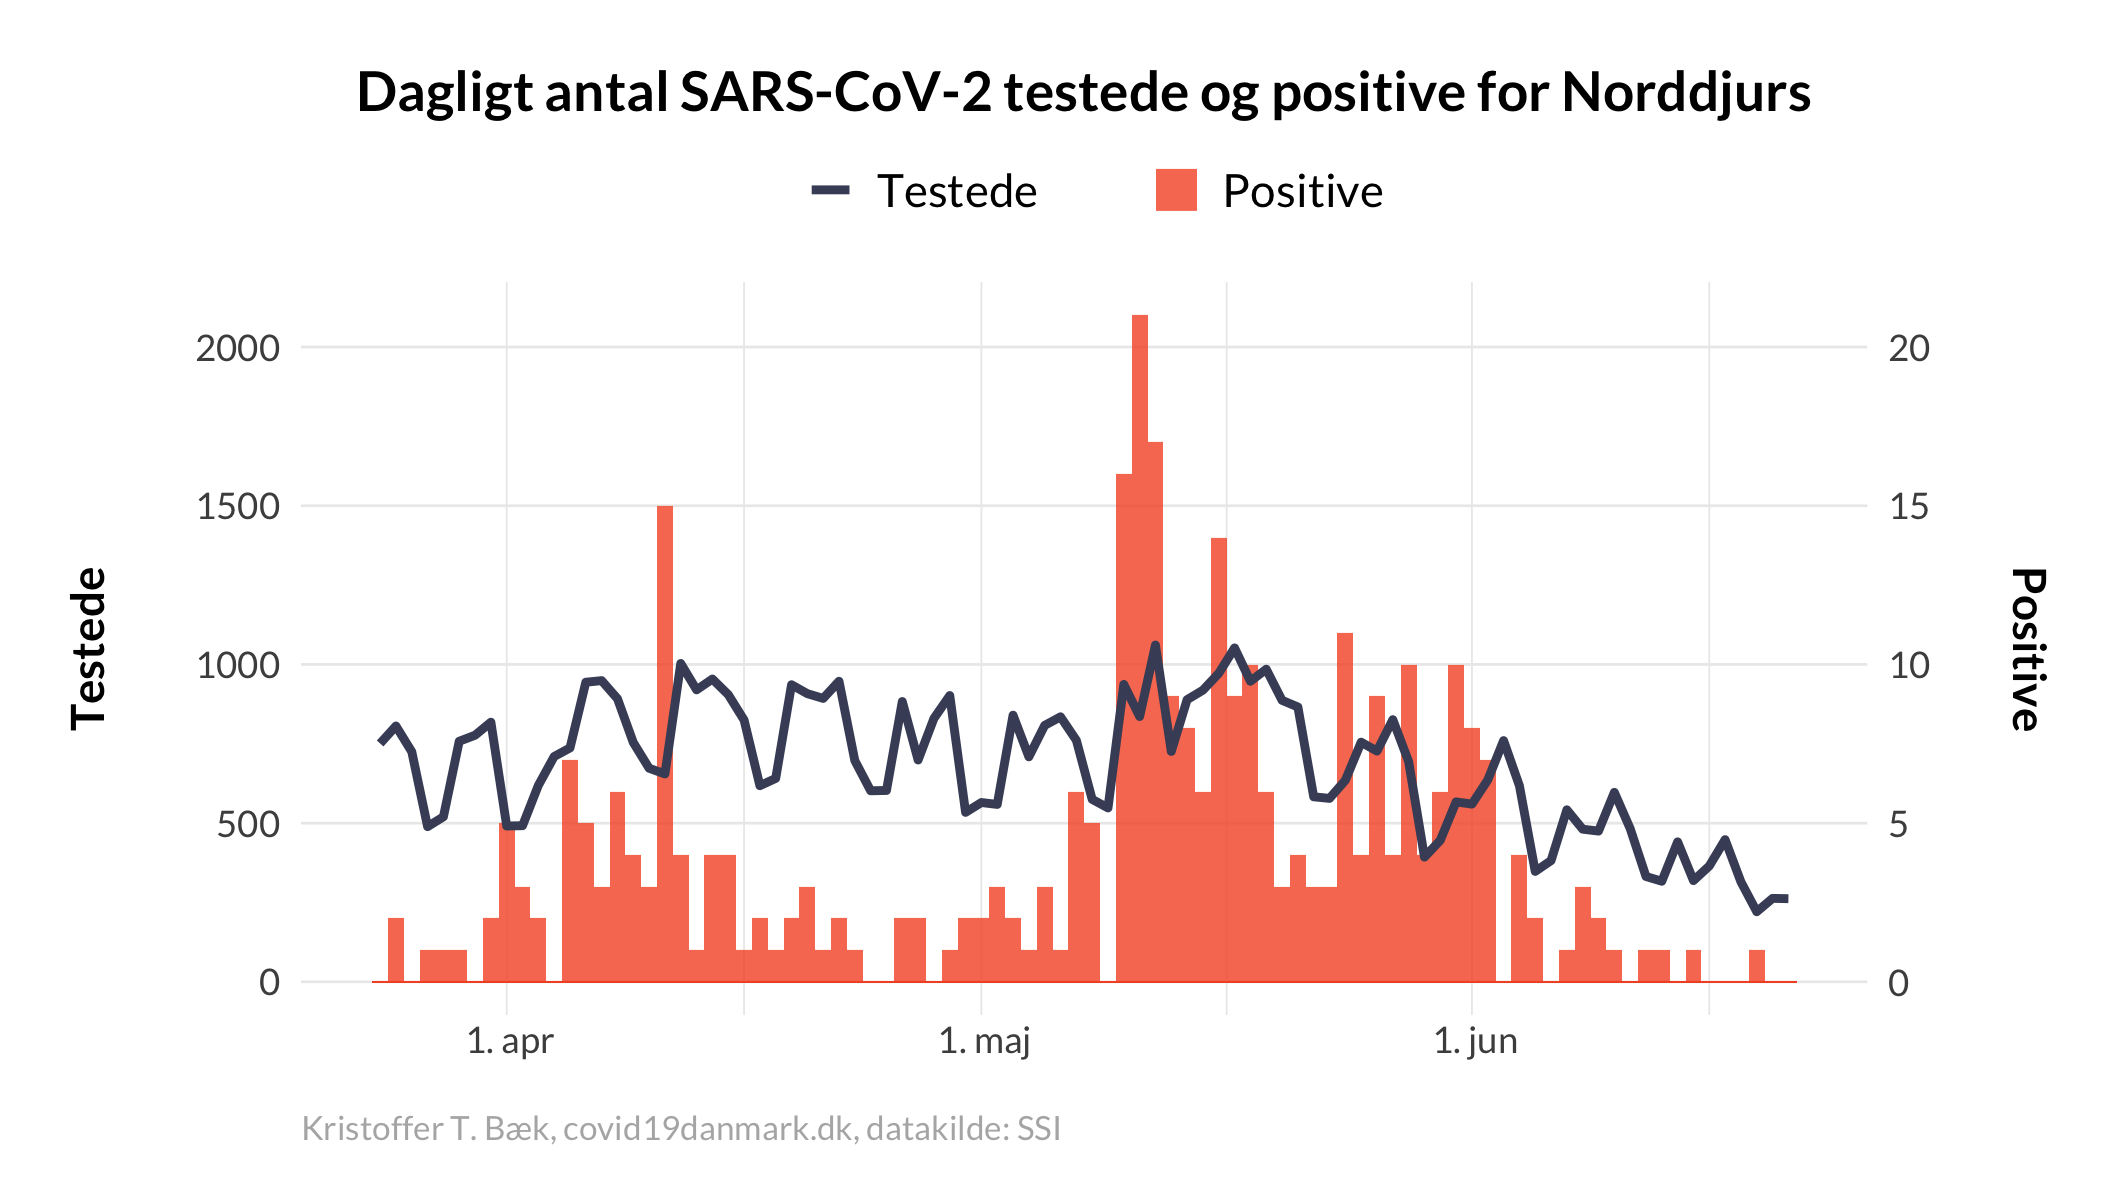 Dagligt antal SARS-CoV-2 testede og positive for Norddjurs
Testede
Positive
2000
1500
1000
500
0
20
15
10
5
0
Testede
Positive
1. apr
1. maj
1. jun
Kristoffer T. Bæk, covid19danmark.dk, datakilde: SSI